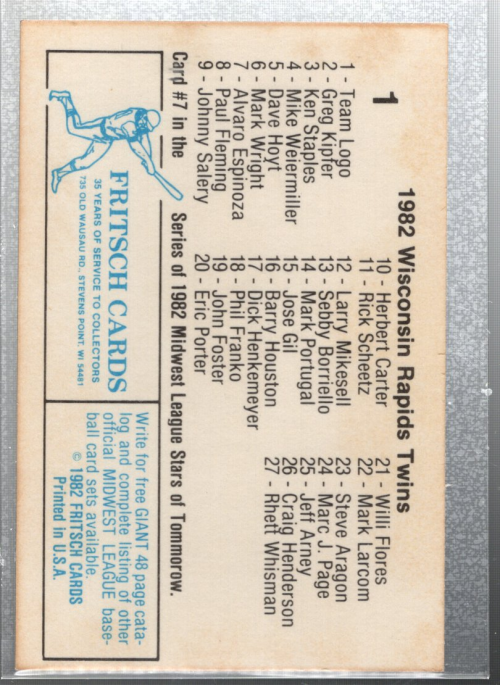 1982 Wisconsin Rapids Twins
1
1 - Team Logo
2 - Greg Kipfer
3 - Ken Staples
4 - Mike Weiermiller
5 - Dave Hoyt
6 - Mark Wright
7 - Alvaro Espinoza
8 - Paul Fleming
9 - Johnny Salery
10 - Herbert Carter
11 - Rick Scheetz
12 - Larry Mikesell
13 - Sebby Borriello
14 - Mark Portugal
15 - Jose Gil
16 - Barry Houston
17 - Dick Henkemeyer
18 - Phil Franko
19 - John Foster
20 - Eric Porter
21 - Willi Flores
22 - Mark Larcom
23 - Steve Aragon
24 - Marc J. Page
25 - Jeff Arney
26 - Craig Henderson
27 - Rhett Whisman
Card #7 in the Series of 1982 Midwest League Stars of Tommorow.
FRITSCH CARDS
35 YEARS OF SERVICE TO COLLECTORS
735 OLD WAUSAU RD., STEVENS POINT, WI 54481
Write for free GIANT 48 page cata-
log and complete listing of other
official MIDWEST LEAGUE base-
ball card sets available.
© 1982 FRITSCH CARDS
Printed in U.S.A.